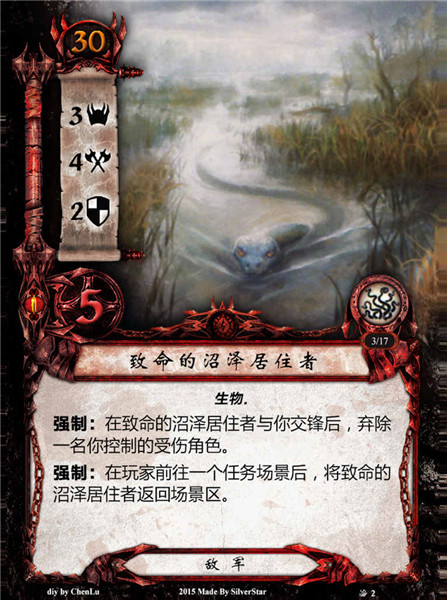 30
3
4
2
5
3/17
致命的沼泽居住者
生物.
强制：在致命的沼泽居住者与你交锋后，弃除
一名你控制的受伤角色。
强制：在玩家前往一个任务场景后，将致命的
沼泽居住者返回场景区。
敌军
diy by ChenLu 2015 Made By SilverStar 2